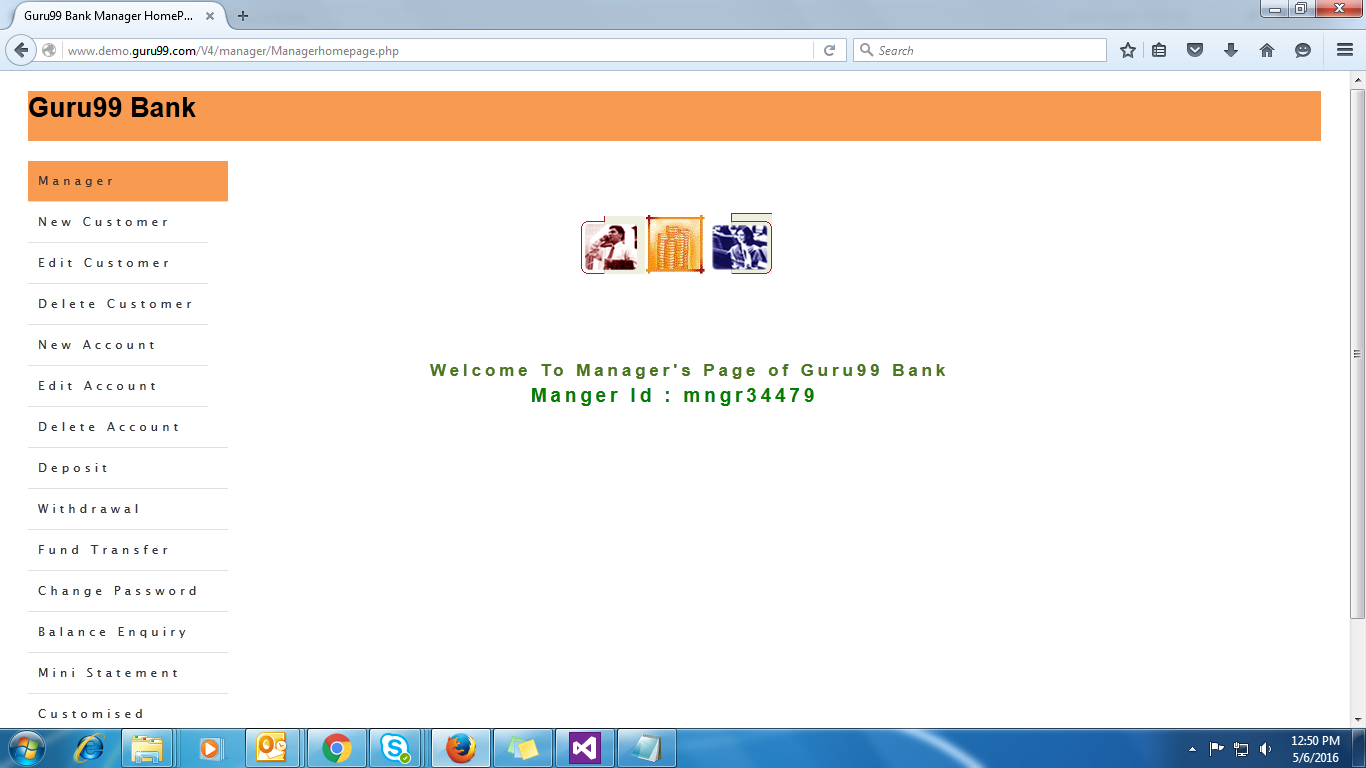 Guru99 Bank Manager HomeP...
www.demo.guru99.com/V4/manager/Managerhomepage.php
Search
Guru99 Bank
Manager
New Customer
Edit Customer
Delete Customer
New Account
Edit Account
Delete Account
Deposit
Withdrawal
Fund Transfer
Change Password
Balance Enquiry
Mini Statement
Customised
Welcome To Manager's Page of Guru99 Bank
Manger Id : mngr34479
12:50 PM
5/6/2016